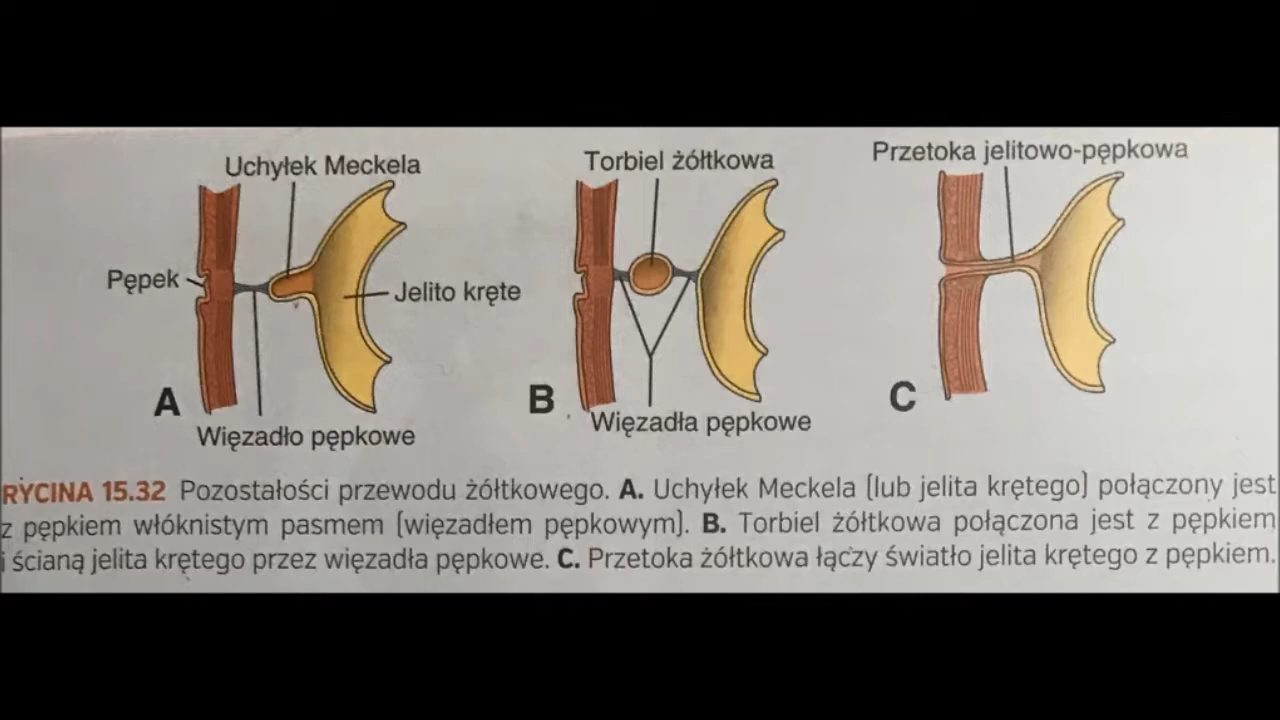 Uchyłek Meckela
Pępek
Jelito kręte
A
Więzadło pępkowe
Torbiel żółtkowa
B
Więzadła pępkowe
Przetoka jelitowo-pępkowa
C
RYCINA 15.32 Pozostałości przewodu żółtkowego. A. Uchyłek Meckela (lub jelita krętego) połączony jest
z pępkiem włóknistym pasmem (więzadłem pępkowym). B. Torbiel żółtkowa połączona jest z pępkiem
i ścianą jelita krętego przez więzadła pępkowe. C. Przetoka żółtkowa łączy światło jelita krętego z pępkiem.